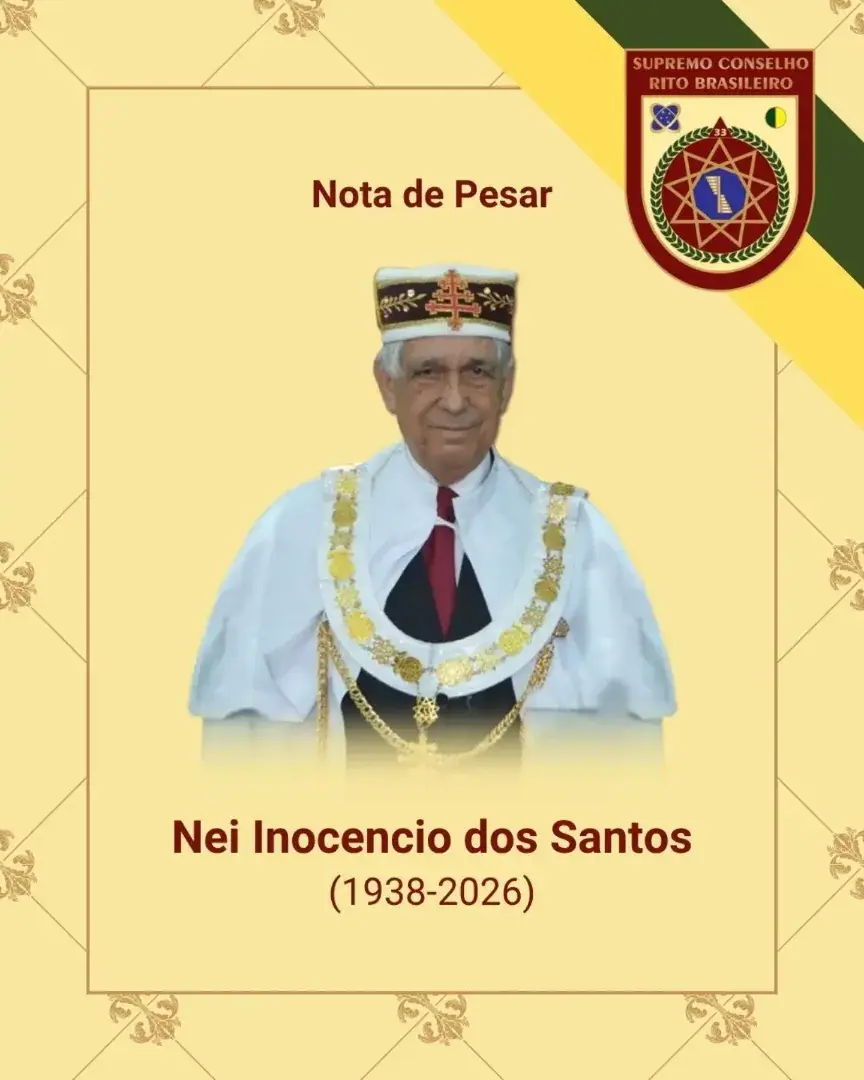 SUPREMO CONSELHO
RITO BRASILEIRO
33
Nota de Pesar
Nei Inocencio dos Santos
(1938-2026)